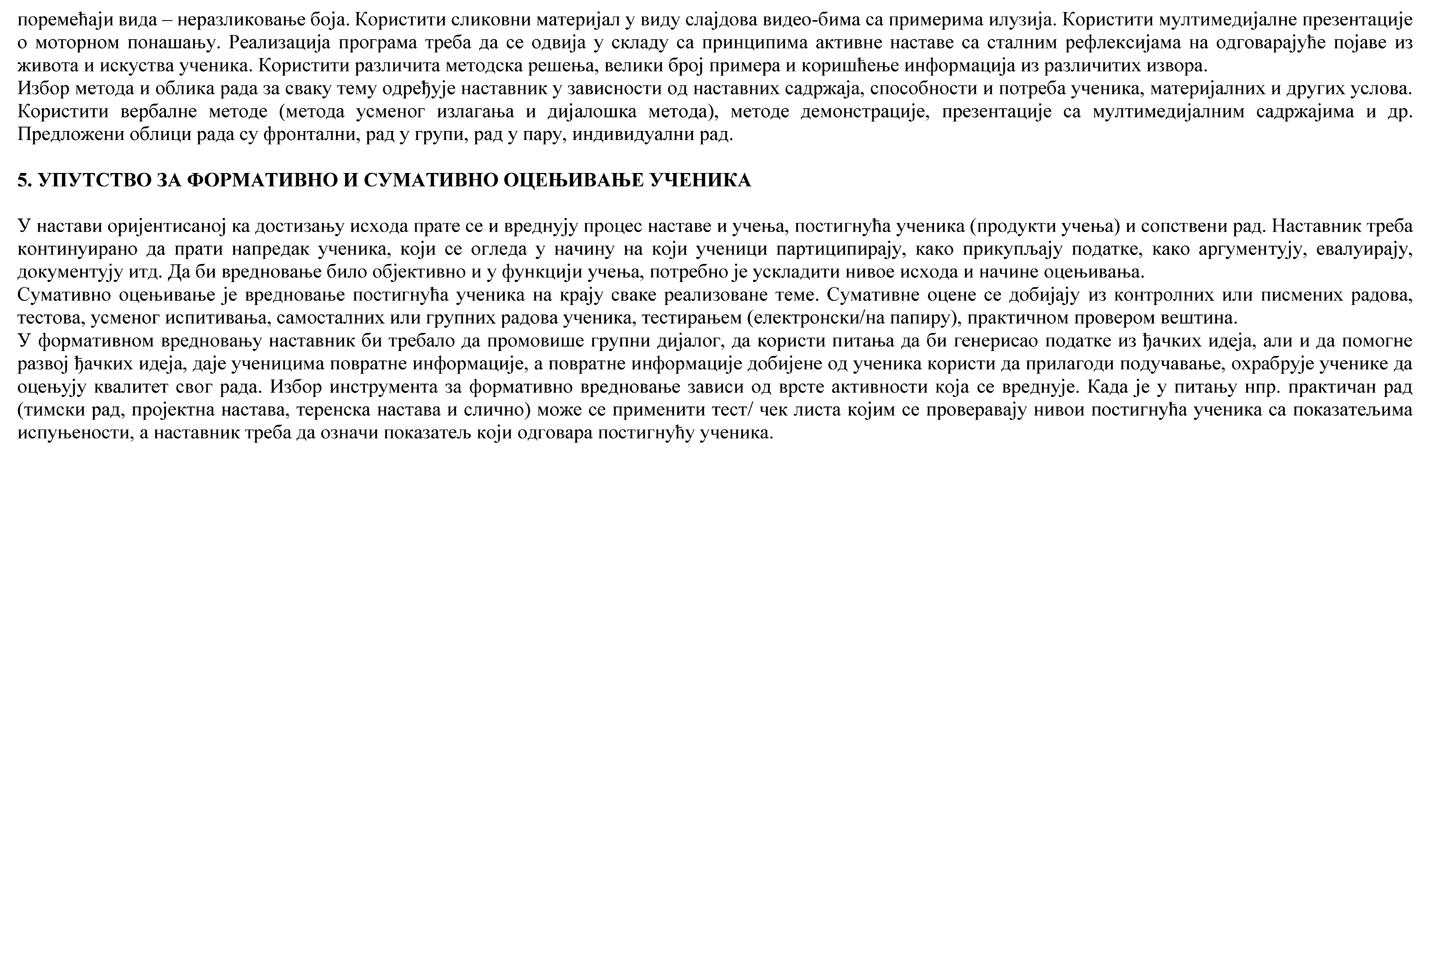 поремећаји вида – неразликовање боја. Користити сликовни материјал у виду слајдова видео-бима са примерима илузија. Користити мултимедијалне презентације
о моторном понашању. Реализација програма треба да се одвија у складу са принципима активне наставе са сталним рефлексијама на одговарајуће појаве из
живота и искуства ученика. Користити различита методска решења, велики број примера и коришћење информација из различитих извора.
Избор метода и облика рада за сваку тему одређује наставник у зависности од наставних садржаја, способности и потреба ученика, материјалних и других услова.
Користити вербалне методе (метода усменог излагања и дијалошка метода), методе демонстрације, презентације са мултимедијалним садржајима и др.
Предложени облици рада су фронтални, рад у групи, рад у пару, индивидуални рад.
5. УПУТСТВО ЗА ФОРМАТИВНО И СУМАТИВНО ОЦЕЊИВАЊЕ УЧЕНИКА
У настави оријентисаној ка достизању исхода прате се и вреднују процес наставе и учења, постигнућа ученика (продукти учења) и сопствени рад. Наставник треба
континуирано да прати напредак ученика, који се огледа у начину на који ученици партиципирају, како прикупљају податке, како аргументују, евалуирају,
документују итд. Да би вредновање било објективно и у функцији учења, потребно је ускладити нивое исхода и начине оцењивања.
Сумативно оцењивање је вредновање постигнућа ученика на крају сваке реализоване теме. Сумативне оцене се добијају из контролних или писмених радова,
тестова, усменог испитивања, самосталних или групних радова ученика, тестирањем (електронски/на папиру), практичном провером вештина.
У формативном вредновању наставник би требало да промовише групни дијалог, да користи питања да би генерисао податке из ђачких идеја, али и да помогне
развој ђачких идеја, даје ученицима повратне информације, а повратне информације добијене од ученика користи да прилагоди подучавање, охрабрује ученике да
оцењују квалитет свог рада. Избор инструмента за формативно вредновање зависи од врсте активности која се вреднује. Када је у питању нпр. практичан рад
(тимски рад, пројектна настава, теренска настава и слично) може се применити тест/ чек листа којим се проверавају нивои постигнућа ученика са показатељима
испуњености, а наставник треба да означи показатељ који одговара постигнућу ученика.